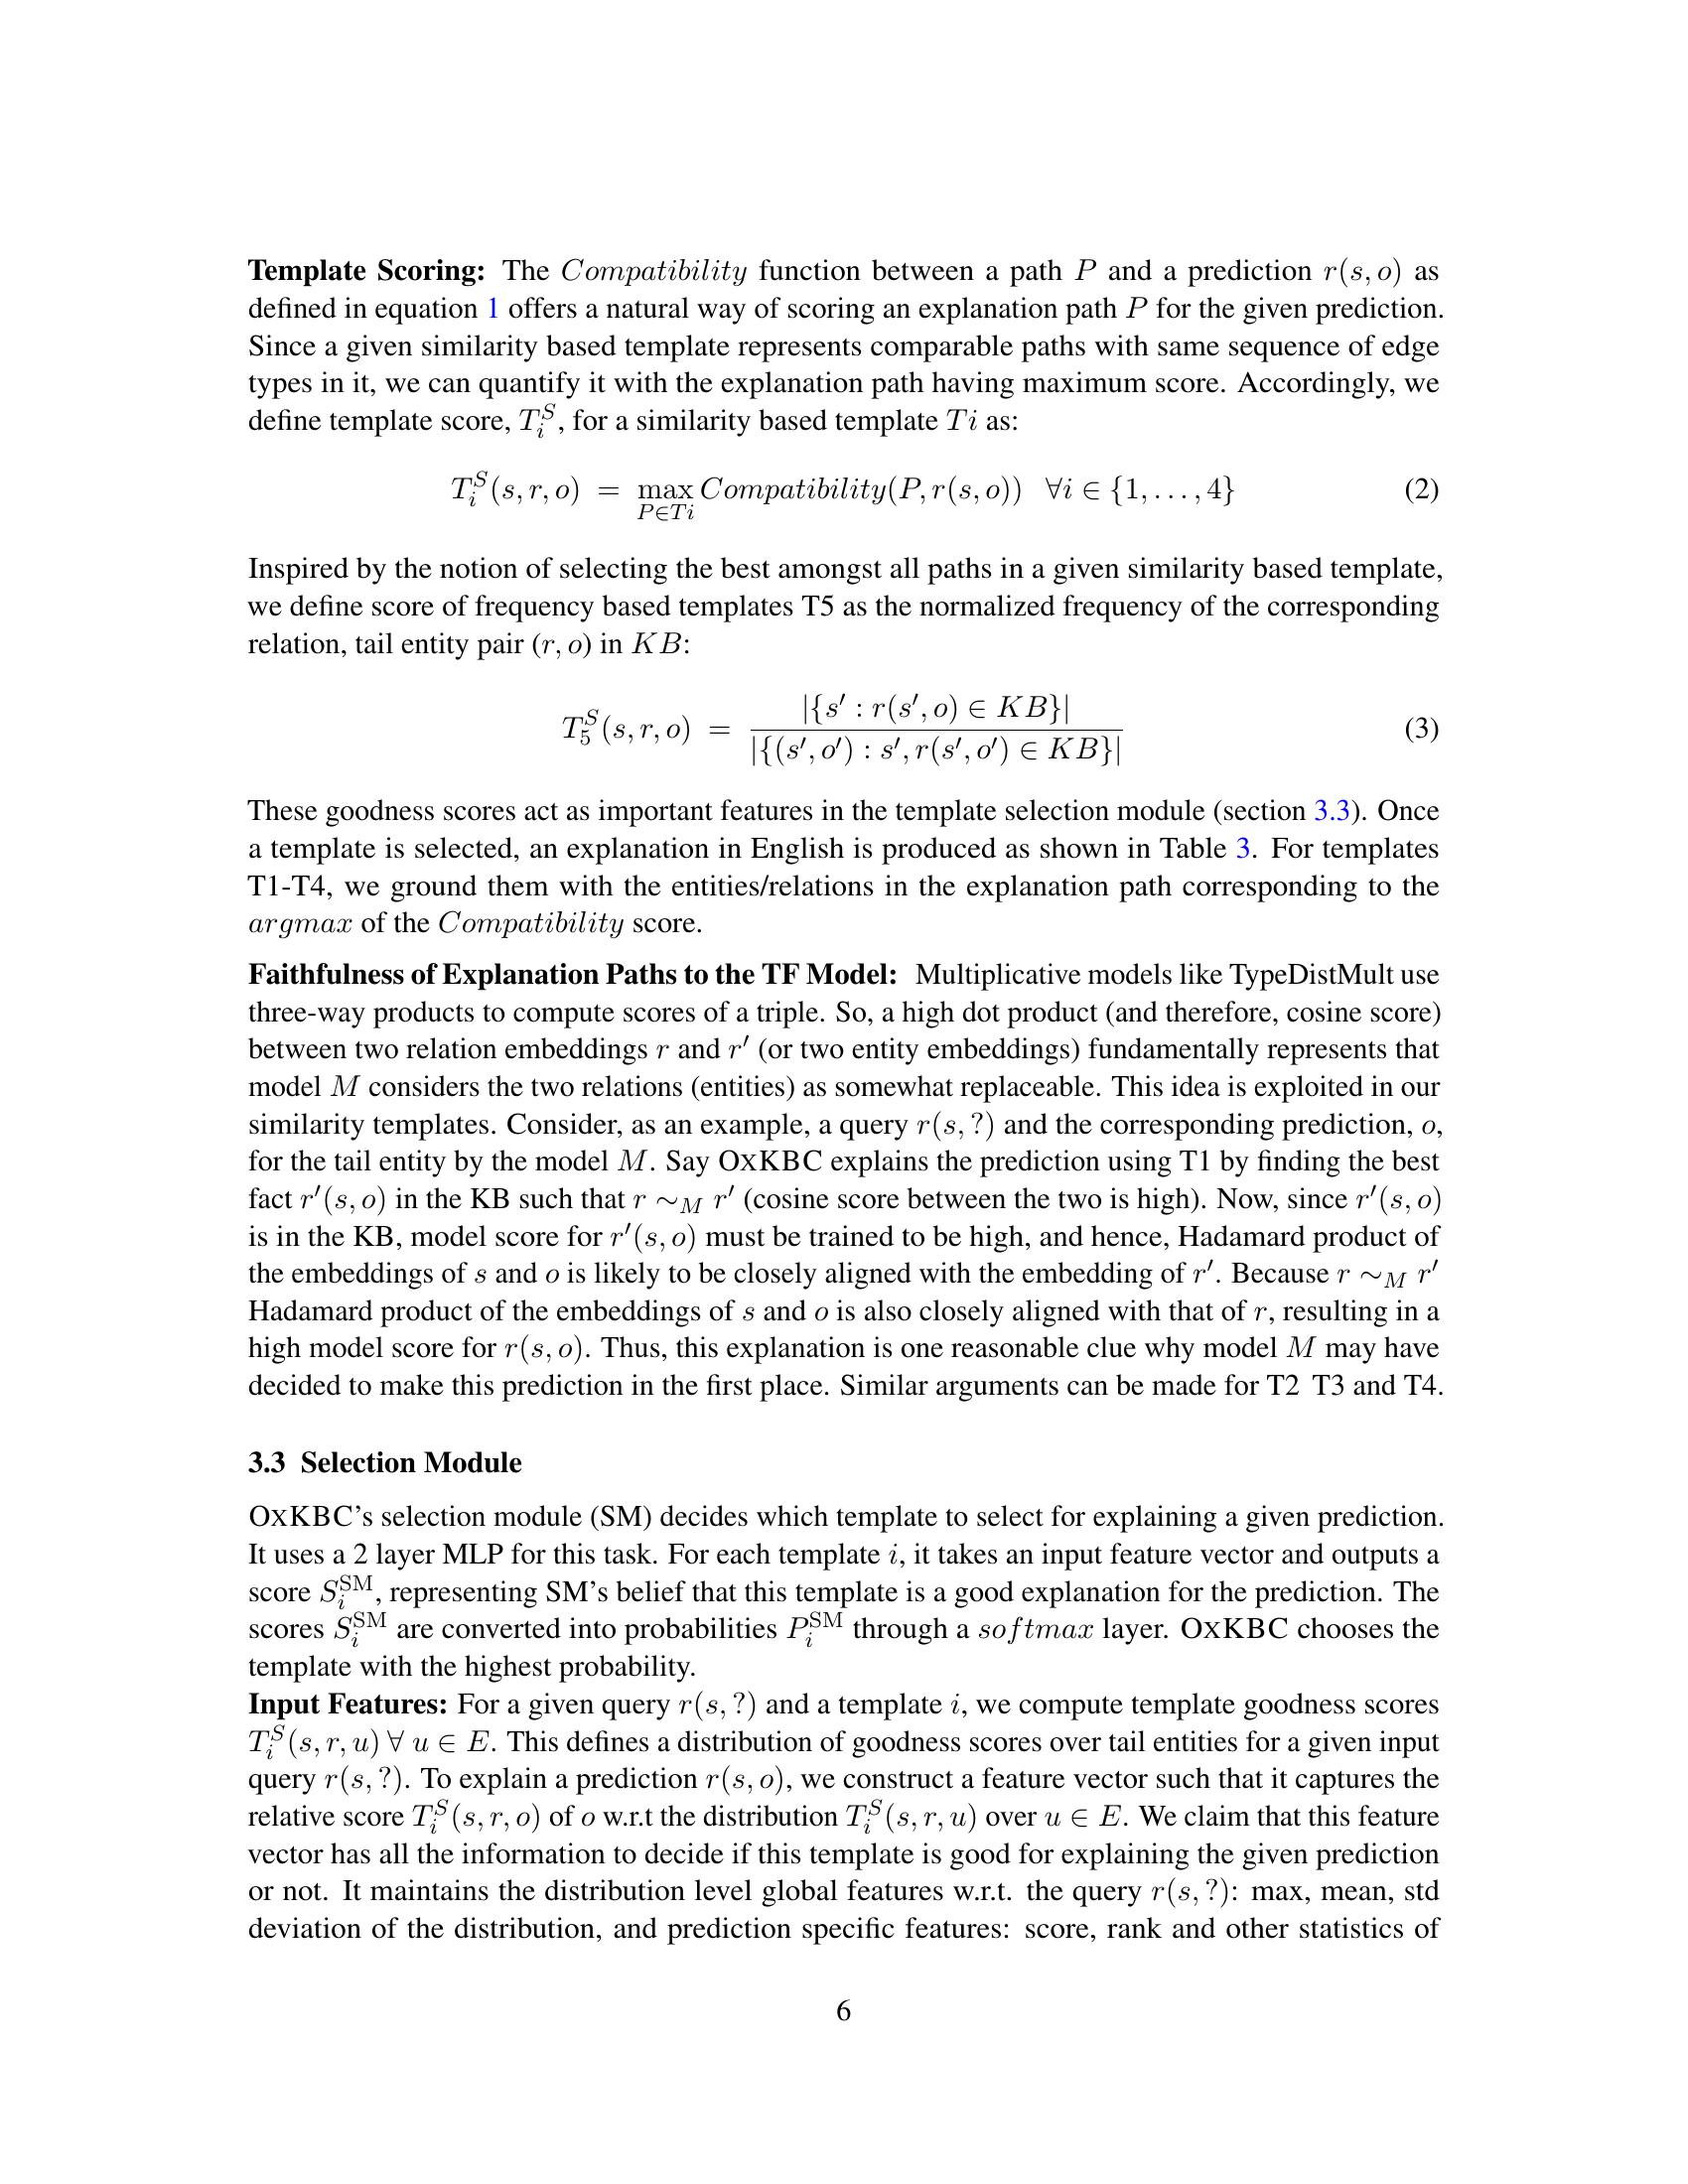 Template Scoring: The Compatibility function between a path P and a prediction r(s, o) as
defined in equation 1 offers a natural way of scoring an explanation path P for the given prediction.
Since a given similarity based template represents comparable paths with same sequence of edge
types in it, we can quantify it with the explanation path having maximum score. Accordingly, we
define template score, T_i^S, for a similarity based template Ti as:
T_i^S(s, r, o) = max_{P∈Ti} Compatibility(P, r(s, o)) ∀i ∈ {1, . . . , 4} (2)
Inspired by the notion of selecting the best amongst all paths in a given similarity based template,
we define score of frequency based templates T5 as the normalized frequency of the corresponding
relation, tail entity pair (r, o) in KB:
T_5^S(s, r, o) = |{s′ : r(s′, o) ∈ KB}| / |{(s′, o′) : s′, r(s′, o′) ∈ KB}| (3)
These goodness scores act as important features in the template selection module (section 3.3). Once
a template is selected, an explanation in English is produced as shown in Table 3. For templates
T1-T4, we ground them with the entities/relations in the explanation path corresponding to the
argmax of the Compatibility score.
Faithfulness of Explanation Paths to the TF Model: Multiplicative models like TypeDistMult use
three-way products to compute scores of a triple. So, a high dot product (and therefore, cosine score)
between two relation embeddings r and r′ (or two entity embeddings) fundamentally represents that
model M considers the two relations (entities) as somewhat replaceable. This idea is exploited in our
similarity templates. Consider, as an example, a query r(s, ?) and the corresponding prediction, o,
for the tail entity by the model M. Say OxKBC explains the prediction using T1 by finding the best
fact r′(s, o) in the KB such that r ∼_M r′ (cosine score between the two is high). Now, since r′(s, o)
is in the KB, model score for r′(s, o) must be trained to be high, and hence, Hadamard product of
the embeddings of s and o is likely to be closely aligned with the embedding of r′. Because r ∼_M r′
Hadamard product of the embeddings of s and o is also closely aligned with that of r, resulting in a
high model score for r(s, o). Thus, this explanation is one reasonable clue why model M may have
decided to make this prediction in the first place. Similar arguments can be made for T2 T3 and T4.
3.3 Selection Module
OxKBC's selection module (SM) decides which template to select for explaining a given prediction.
It uses a 2 layer MLP for this task. For each template i, it takes an input feature vector and outputs a
score S_i^SM, representing SM's belief that this template is a good explanation for the prediction. The
scores S_i^SM are converted into probabilities P_i^SM through a softmax layer. OxKBC chooses the
template with the highest probability.
Input Features: For a given query r(s, ?) and a template i, we compute template goodness scores
T_i^S(s, r, u) ∀ u ∈ E. This defines a distribution of goodness scores over tail entities for a given input
query r(s, ?). To explain a prediction r(s, o), we construct a feature vector such that it captures the
relative score T_i^S(s, r, o) of o w.r.t the distribution T_i^S(s, r, u) over u ∈ E. We claim that this feature
vector has all the information to decide if this template is good for explaining the given prediction
or not. It maintains the distribution level global features w.r.t. the query r(s, ?): max, mean, std
deviation of the distribution, and prediction specific features: score, rank and other statistics of
6